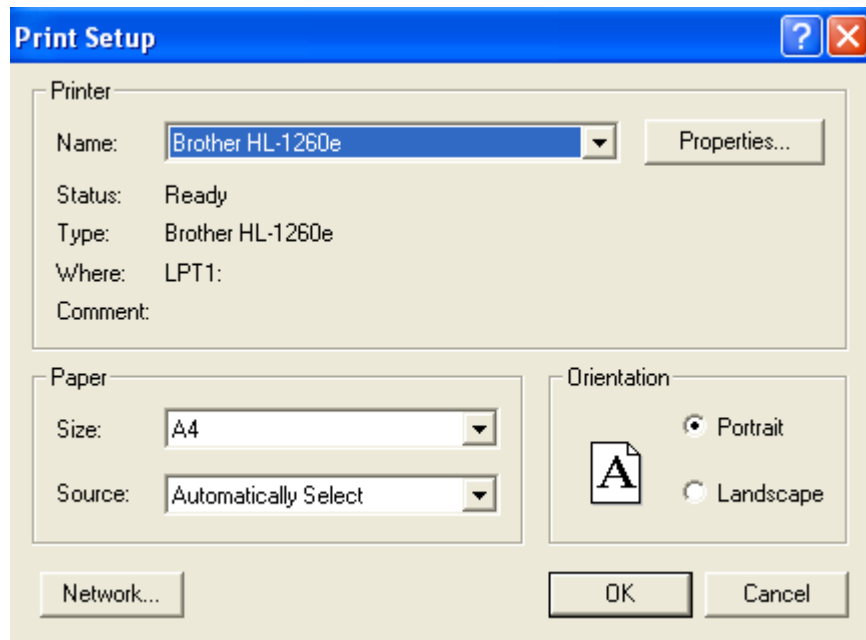 Print Setup
Printer
Name: Brother HL-1260e Properties...
Status: Ready
Type: Brother HL-1260e
Where: LPT1:
Comment:
Paper
Size: A4
Source: Automatically Select
Orientation
A
Portrait
Landscape
Network... OK Cancel